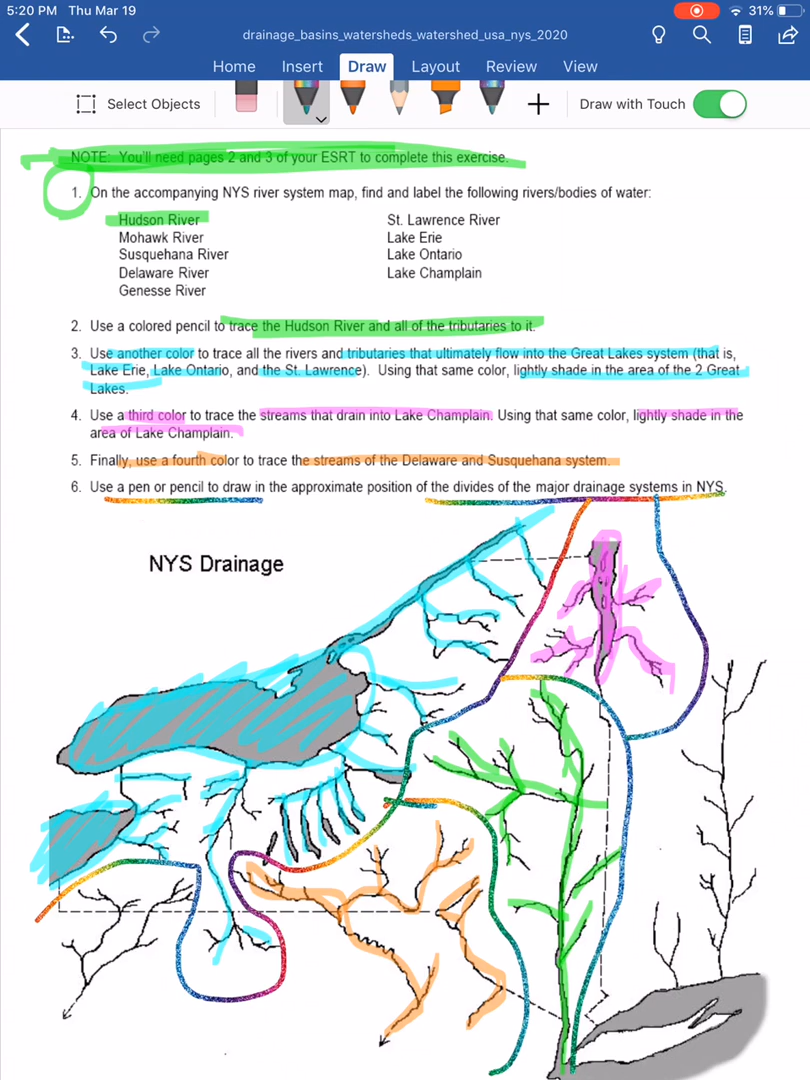 5:20 PM Thu Mar 19
31%
drainage_basins_watersheds_watershed_usa_nys_2020
Home Insert Draw Layout Review View
Select Objects
Draw with Touch
NOTE: You'll need pages 2 and 3 of your ESRT to complete this exercise.
1. On the accompanying NYS river system map, find and label the following rivers/bodies of water:
Hudson River St. Lawrence River
Mohawk River Lake Erie
Susquehana River Lake Ontario
Delaware River Lake Champlain
Genesse River
2. Use a colored pencil to trace the Hudson River and all of the tributaries to it.
3. Use another color to trace all the rivers and tributaries that ultimately flow into the Great Lakes system (that is,
Lake Erie, Lake Ontario, and the St. Lawrence). Using that same color, lightly shade in the area of the 2 Great
Lakes.
4. Use a third color to trace the streams that drain into Lake Champlain. Using that same color, lightly shade in the
area of Lake Champlain.
5. Finally, use a fourth color to trace the streams of the Delaware and Susquehana system.
6. Use a pen or pencil to draw in the approximate position of the divides of the major drainage systems in NYS.
NYS Drainage